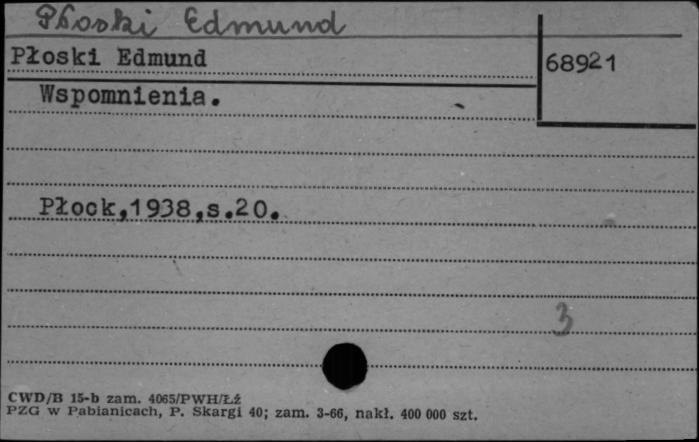 Płoski Edmund
Płoski Edmund
68921
Wspomnienia.
Płock,1938,s.20.
3
CWD/B 15-b zam. 4065/PWH/Łź
PZG w Pabianicach, P. Skargi 40; zam. 3-66, nakł. 400 000 szt.